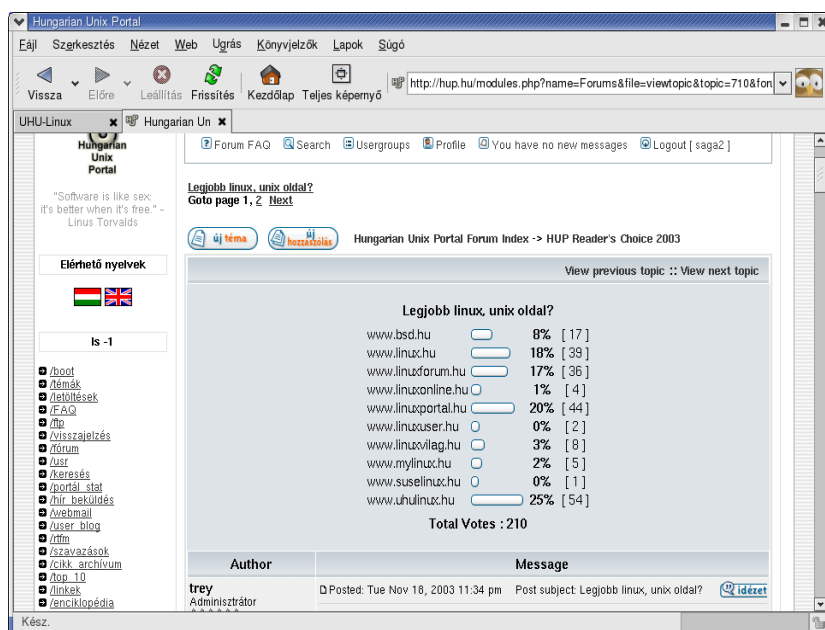 Hungarian Unix Portal
Fájl Szerkesztés Nézet Web Ugrás Könyvjelzők Lapok Súgó
Vissza Előre Leállítás Frissítés Kezdőlap Teljes képernyő
http://hup.hu/modules.php?name=Forums&file=viewtopic&topic=710&for
UHU-Linux Hungarian Un
Hungarian
Unix
Portal
"Software is like sex:
it's better when it's free." -
Linus Torvalds
Elérhető nyelvek
ls -1
/boot
/témák
/letöltések
/FAQ
/ftp
/visszajelzés
/fórum
/usr
/keresés
/portál_stat
/hír_beküldés
/webmail
/user_blog
/rtfm
/szavazások
/cikk_archívum
/top_10
/linkek
/enciklopédia
Forum FAQ Search Usergroups Profile You have no new messages Logout [ saga2 ]
Legjobb linux, unix oldal?
Goto page 1, 2 Next
új téma új hozzászólás Hungarian Unix Portal Forum Index -> HUP Reader's Choice 2003
View previous topic :: View next topic
Legjobb linux, unix oldal?
www.bsd.hu 8% [ 17 ]
www.linux.hu 18% [ 39 ]
www.linuxforum.hu 17% [ 36 ]
www.linuxonline.hu 1% [ 4 ]
www.linuxportal.hu 20% [ 44 ]
www.linuxuser.hu 0% [ 2 ]
www.linuxvilag.hu 3% [ 8 ]
www.mylinux.hu 2% [ 5 ]
www.suselinux.hu 0% [ 1 ]
www.uhulinux.hu 25% [ 54 ]
Total Votes : 210
Author Message
trey
Adminisztrátor
Posted: Tue Nov 18, 2003 11:34 pm Post subject: Legjobb linux, unix oldal? idézet
Kész.